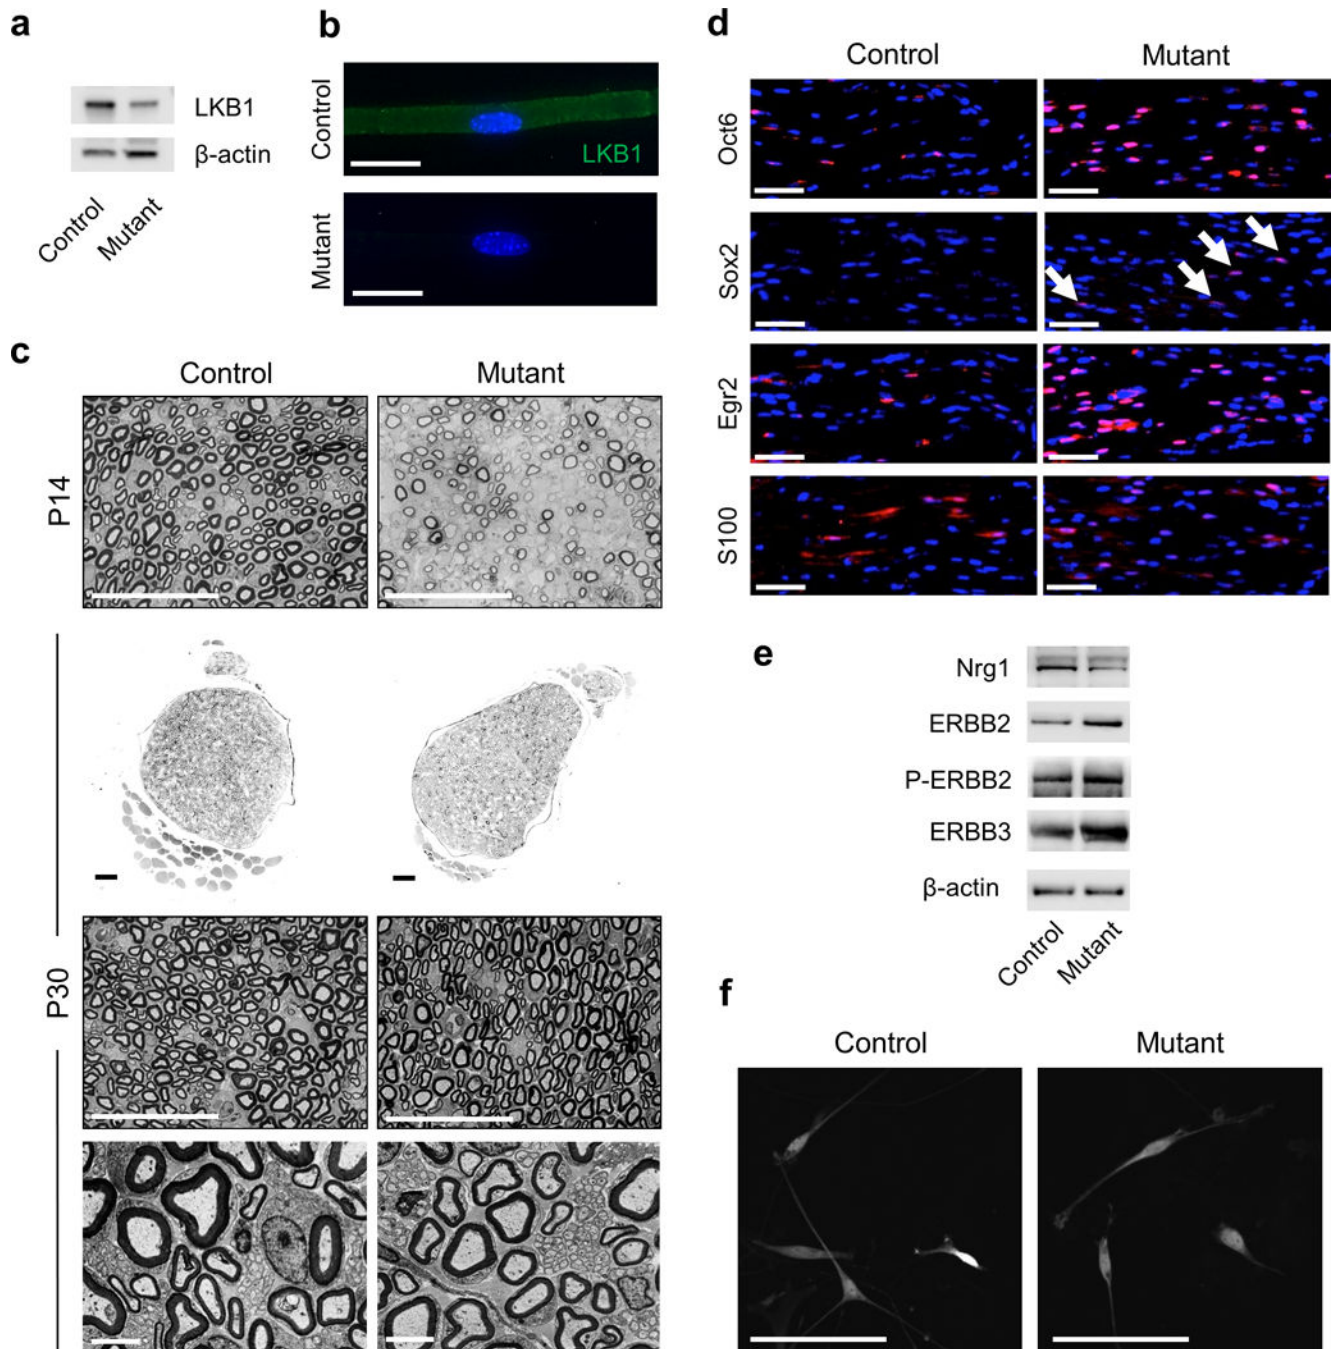 a
LKB1
β-actin
Control
Mutant
b
Control
LKB1
Mutant
c
Control
Mutant
P14
P30
d
Control
Mutant
Oct6
Sox2
Egr2
S100
e
Nrg1
ERBB2
P-ERBB2
ERBB3
β-actin
Control
Mutant
f
Control
Mutant